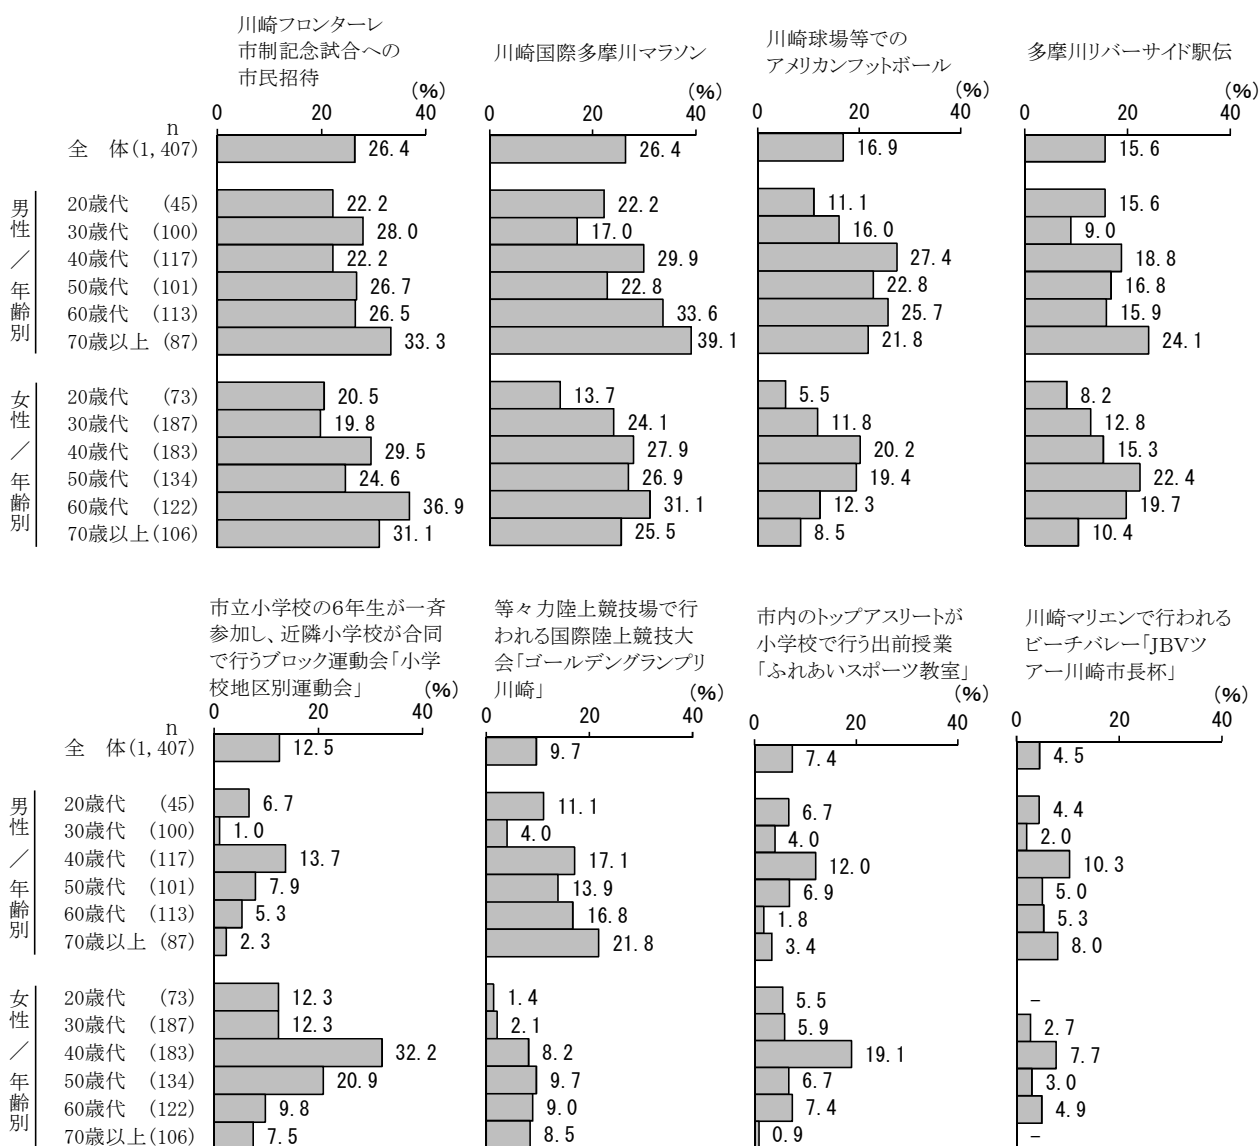 川崎フロンターレ
市制記念試合への
市民招待
川崎国際多摩川マラソン
川崎球場等での
アメリカンフットボール
多摩川リバーサイド駅伝
(%) (%) (%) (%)
0 20 40 0 20 40 0 20 40 0 20 40
n
全 体(1,407) 26.4 26.4 16.9 15.6
男性／年齢別
20歳代 (45) 22.2 22.2 11.1 15.6
30歳代 (100) 28.0 17.0 16.0 9.0
40歳代 (117) 22.2 29.9 27.4 18.8
50歳代 (101) 26.7 22.8 22.8 16.8
60歳代 (113) 26.5 33.6 25.7 15.9
70歳以上 (87) 33.3 39.1 21.8 24.1
女性／年齢別
20歳代 (73) 20.5 13.7 5.5 8.2
30歳代 (187) 19.8 24.1 11.8 12.8
40歳代 (183) 29.5 27.9 20.2 15.3
50歳代 (134) 24.6 26.9 19.4 22.4
60歳代 (122) 36.9 31.1 12.3 19.7
70歳以上(106) 31.1 25.5 8.5 10.4
市立小学校の6年生が一斉
参加し、近隣小学校が合同
で行うブロック運動会「小学
校地区別運動会」
等々力陸上競技場で行
われる国際陸上競技大
会「ゴールデングランプリ
川崎」
市内のトップアスリートが
小学校で行う出前授業
「ふれあいスポーツ教室」
川崎マリエンで行われる
ビーチバレー「JBVツ
アー川崎市長杯」
(%) (%) (%) (%)
0 20 40 0 20 40 0 20 40 0 20 40
n
全 体(1,407) 12.5 9.7 7.4 4.5
男性／年齢別
20歳代 (45) 6.7 11.1 6.7 4.4
30歳代 (100) 1.0 4.0 4.0 2.0
40歳代 (117) 13.7 17.1 12.0 10.3
50歳代 (101) 7.9 13.9 6.9 5.0
60歳代 (113) 5.3 16.8 1.8 5.3
70歳以上 (87) 2.3 21.8 3.4 8.0
女性／年齢別
20歳代 (73) 12.3 1.4 5.5 –
30歳代 (187) 12.3 2.1 5.9 2.7
40歳代 (183) 32.2 8.2 19.1 7.7
50歳代 (134) 20.9 9.7 6.7 3.0
60歳代 (122) 9.8 9.0 7.4 4.9
70歳以上(106) 7.5 8.5 0.9 –